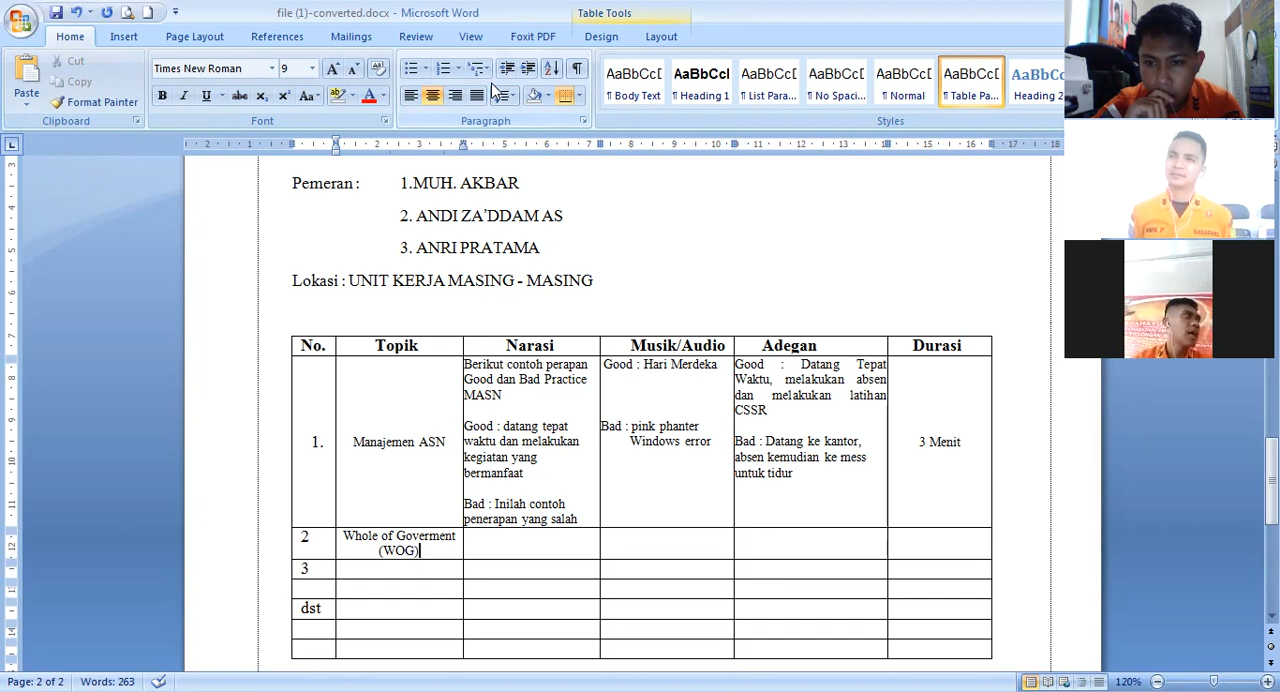 file (1)-converted.docx - Microsoft Word
Table Tools
Home Insert Page Layout References Mailings Review View Foxit PDF Design Layout
Cut
Copy
Format Painter
Paste
Clipboard
Times New Roman 9
Font
Paragraph
AaBbCcD ¶ Body Text
AaBbCcl ¶ Heading 1
AaBbCcD ¶ List Para...
AaBbCcD ¶ No Spaci...
AaBbCcD ¶ Normal
AaBbCcD ¶ Table Pa...
AaBbCc Heading 2
Styles
Pemeran : 1.MUH. AKBAR
2. ANDI ZA'DDAM AS
3. ANRI PRATAMA
Lokasi : UNIT KERJA MASING - MASING
No. Topik Narasi Musik/Audio Adegan Durasi
1.
Manajemen ASN
Berikut contoh perapan
Good dan Bad Practice
MASN
Good : datang tepat
waktu dan melakukan
kegiatan yang
bermanfaat
Bad : Inilah contoh
penerapan yang salah
Good : Hari Merdeka
Bad : pink phanter
Windows error
Good : Datang Tepat
Waktu, melakukan absen
dan melakukan latihan
CSSR
Bad : Datang ke kantor,
absen kemudian ke mess
untuk tidur
3 Menit
2
Whole of Goverment
(WOG)
3
dst
Page: 2 of 2 Words: 263
120%